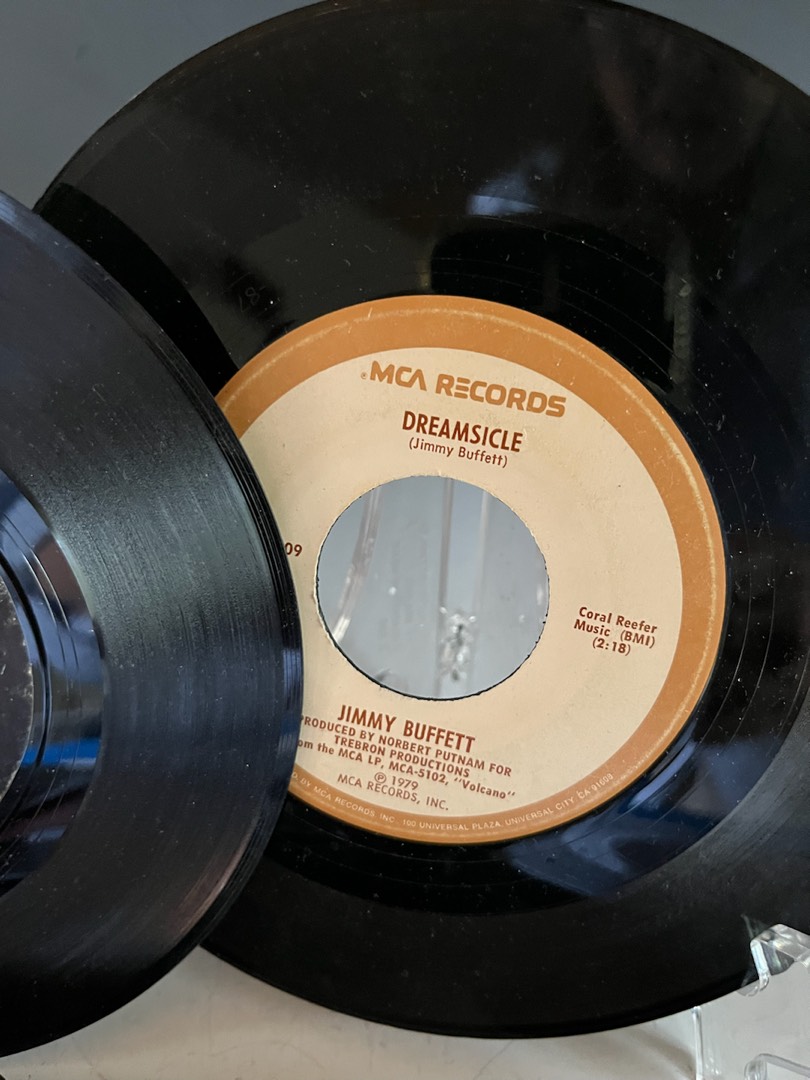 MCA RECORDS
DREAMSICLE
(Jimmy Buffett)
09
Coral Reefer
Music (BMI)
(2:18)
JIMMY BUFFETT
PRODUCED BY NORBERT PUTNAM FOR
TREBRON PRODUCTIONS
om the MCA LP, MCA-5102, "Volcano"
℗ 1979
MCA RECORDS, INC.
D. BY MCA RECORDS INC. 100 UNIVERSAL PLAZA, UNIVERSAL CITY, CA 91608